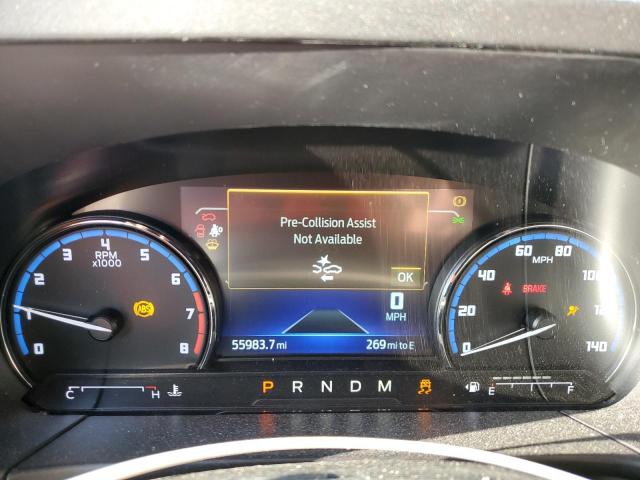 Pre-Collision Assist
Not Available
OK
0
MPH
55983.7 mi
269 mi to E
0
1
2
3
4
5
6
7
8
RPM
x1000
ABS
0
20
40
60
80
100
140
MPH
BRAKE
C
H
P R N D M
E
F